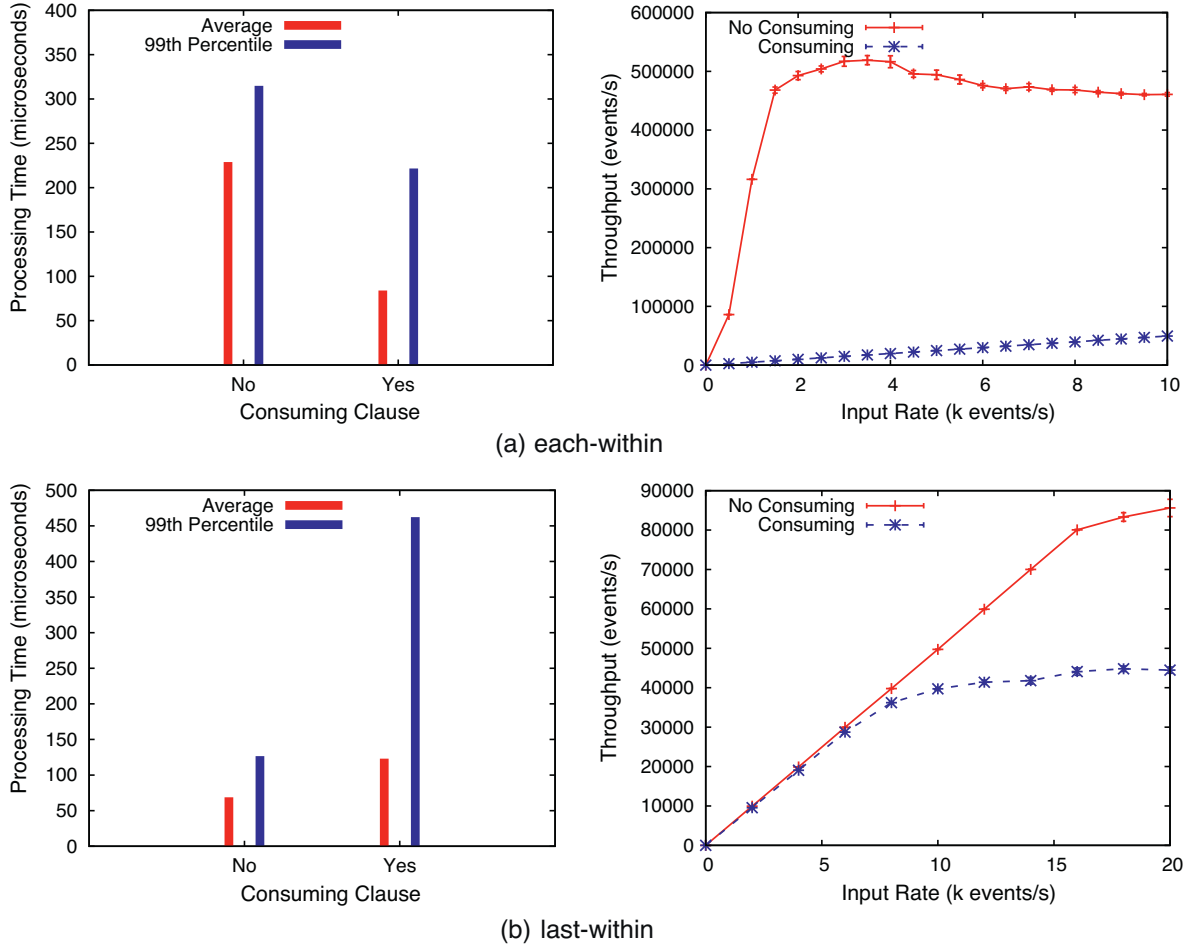 400
350
300
250
200
150
100
50
0
Processing Time (microseconds)
Average
99th Percentile
No
Yes
Consuming Clause
600000
500000
400000
300000
200000
100000
0
Throughput (events/s)
No Consuming
Consuming
0
2
4
6
8
10
Input Rate (k events/s)
(a) each-within
500
450
400
350
300
250
200
150
100
50
0
Processing Time (microseconds)
Average
99th Percentile
No
Yes
Consuming Clause
90000
80000
70000
60000
50000
40000
30000
20000
10000
0
Throughput (events/s)
No Consuming
Consuming
0
5
10
15
20
Input Rate (k events/s)
(b) last-within